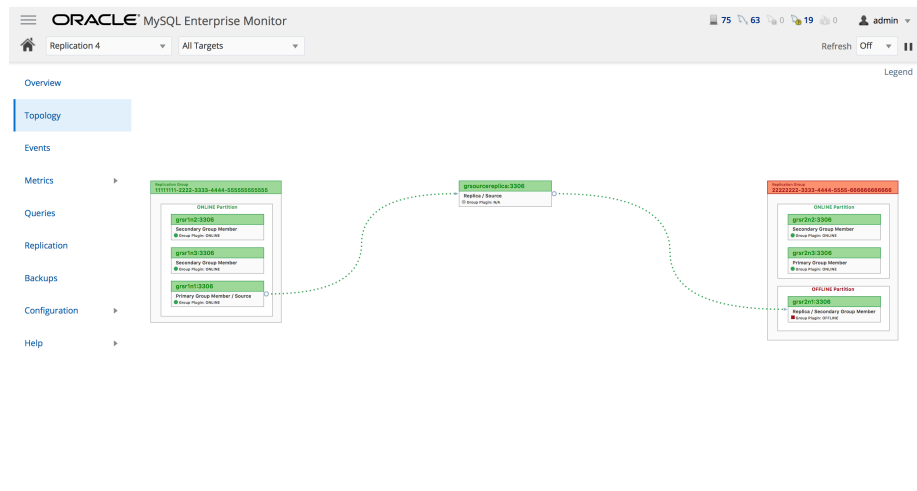 ORACLE® MySQL Enterprise Monitor
75 63 0 19 0 admin
Replication 4 All Targets Refresh Off
Legend
Overview
Topology
Events
Metrics
Queries
Replication
Backups
Configuration
Help
Replication Group
11111111-2222-3333-4444-555555555555
ONLINE Partition
grsr1n2:3306
Secondary Group Member
Group Plugin: ONLINE
grsr1n3:3306
Secondary Group Member
Group Plugin: ONLINE
grsr1n1:3306
Primary Group Member / Source
Group Plugin: ONLINE
grsourcereplica:3306
Replica / Source
Group Plugin: N/A
Replication Group
22222222-3333-4444-5555-666666666666
ONLINE Partition
grsr2n2:3306
Secondary Group Member
Group Plugin: ONLINE
grsr2n3:3306
Primary Group Member
Group Plugin: ONLINE
OFFLINE Partition
grsr2n1:3306
Replica / Secondary Group Member
Group Plugin: OFFLINE